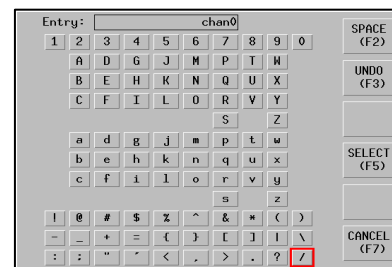 Entry: chan0
1 2 3 4 5 6 7 8 9 0
A D G J M P T W
B E H K N Q U X
C F I L O R V Y
S Z
a d g j m p t w
b e h k n q u x
c f i l o r v y
s z
! @ # $ % ^ & * ( )
- _ + = { } [ ] | \
: ; " ´ < , > . ? /
SPACE
(F2)
UNDO
(F3)
SELECT
(F5)
CANCEL
(F7)